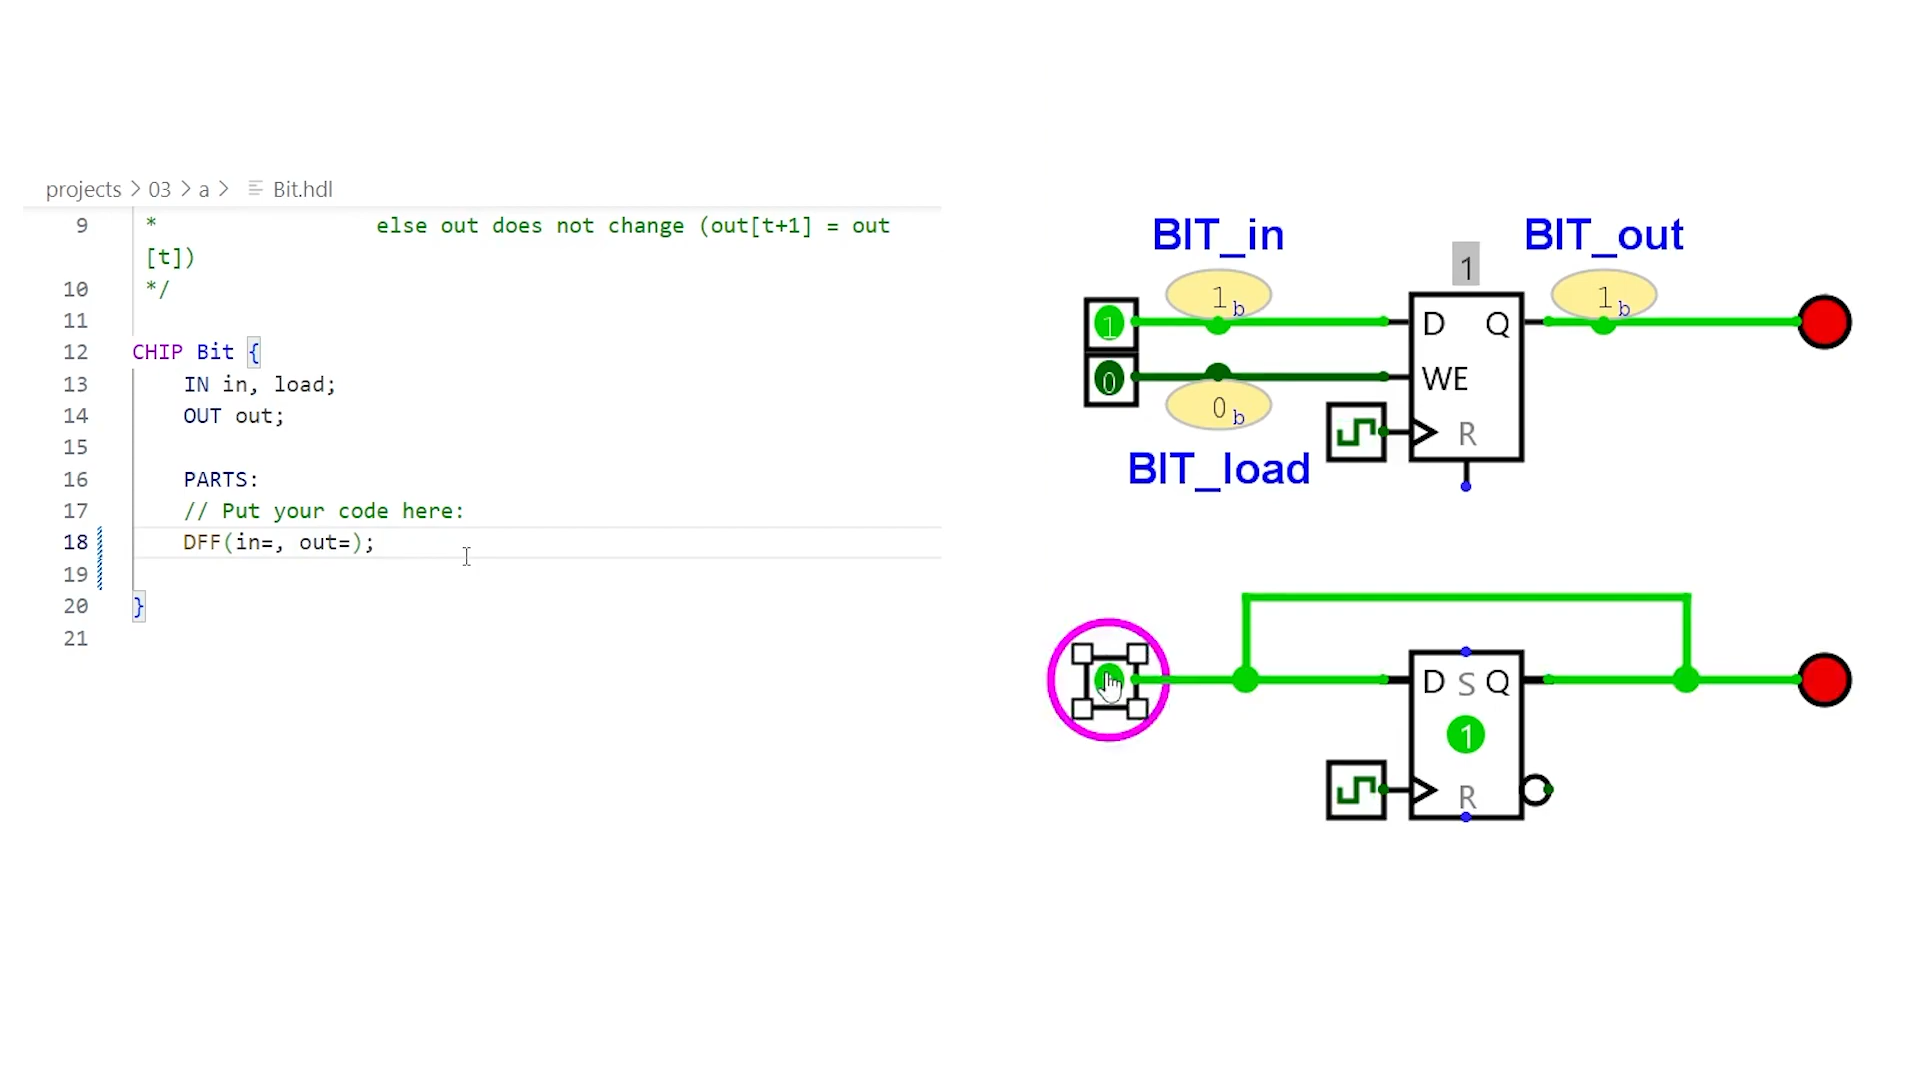 projects > 03 > a > Bit.hdl
9 * else out does not change (out[t+1] = out
[t])
10 */
11
12 CHIP Bit {
13 IN in, load;
14 OUT out;
15
16 PARTS:
17 // Put your code here:
18 DFF(in=, out=);
19
20 }
21
BIT_in
BIT_out
1
1b
1b
1
D Q
0
WE
0b
R
BIT_load
D S Q
1
R